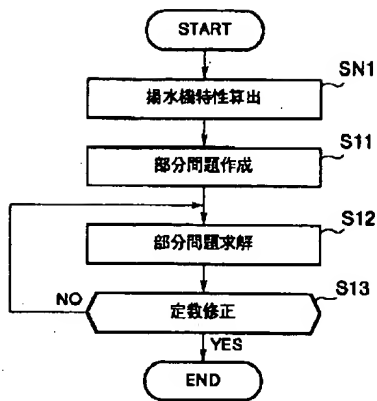 START
SN1
揚水機特性算出
S11
部分問題作成
S12
部分問題求解
S13
NO
定数修正
YES
END